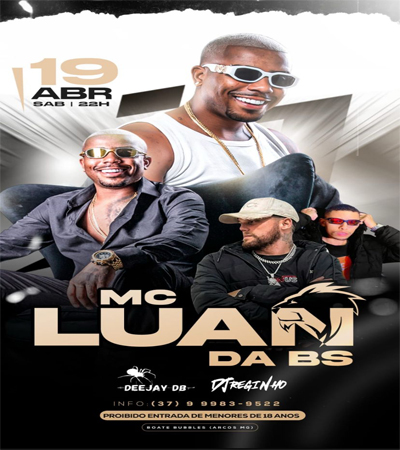 19
ABR
SAB | 22H
MC
LUAN
DA BS
DEEJAY DB
DJ REGINHO
INFO: (37) 9 9983-9522
PROIBIDO ENTRADA DE MENORES DE 18 ANOS
BOATE BUBBLES (ARCOS MG)